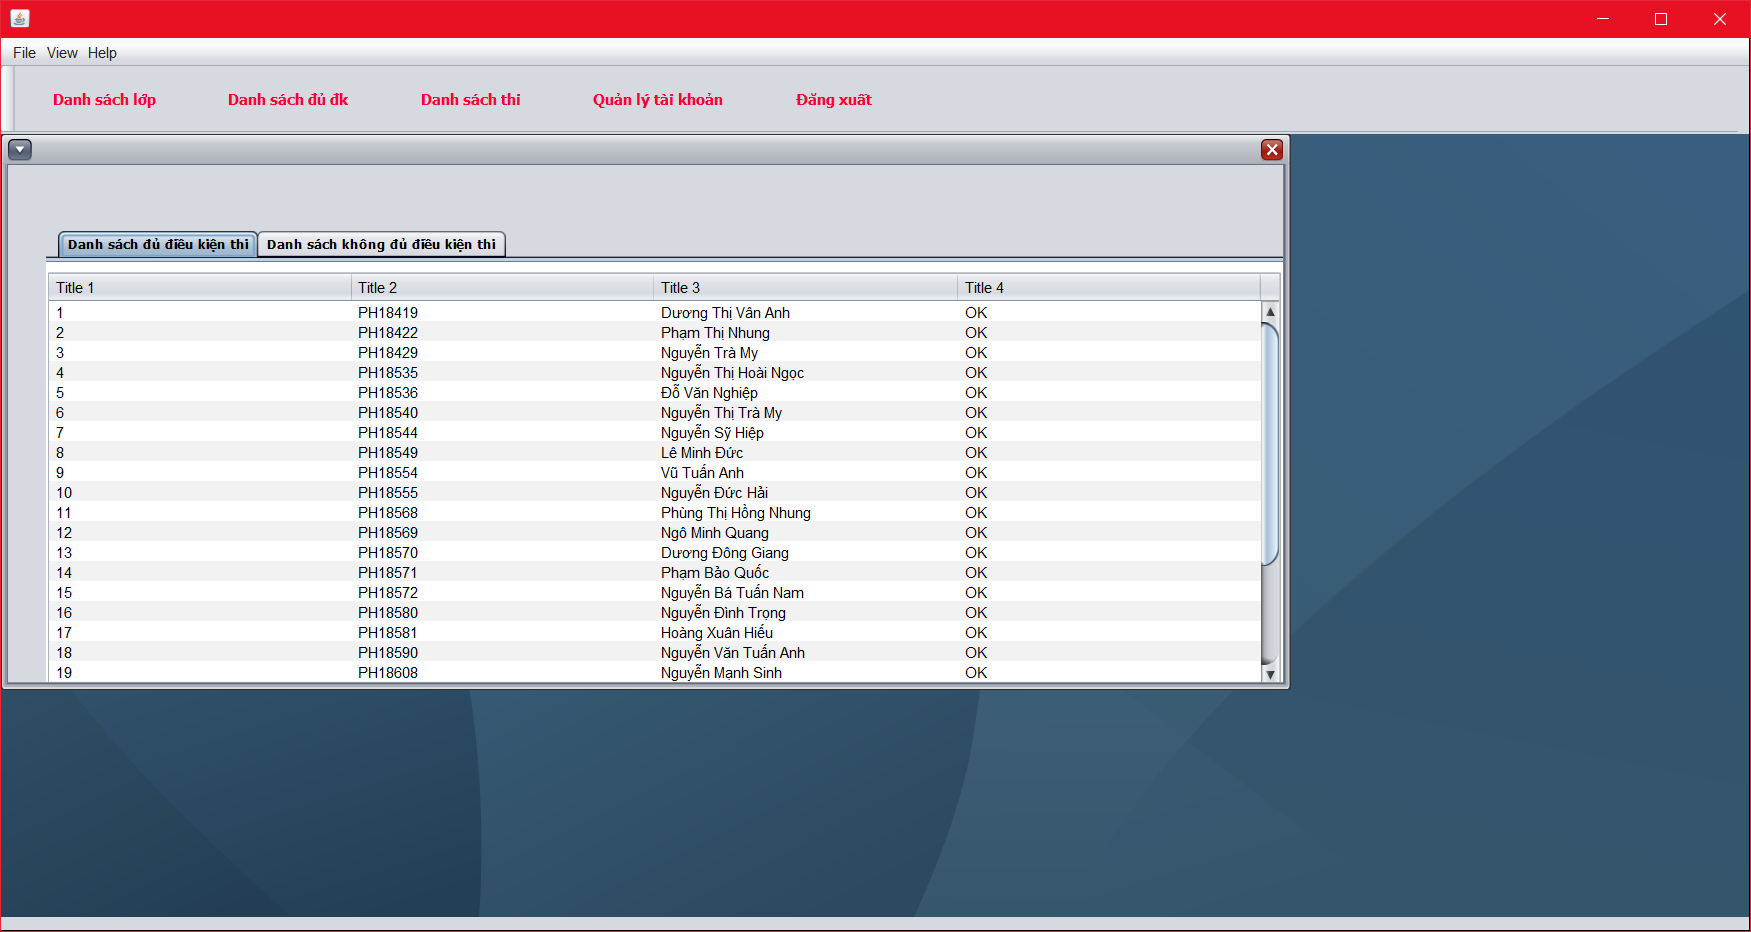 File View Help
Danh sách lớp Danh sách đủ đk Danh sách thi Quản lý tài khoản Đăng xuất
Danh sách đủ điều kiện thi Danh sách không đủ điều kiện thi
Title 1 Title 2 Title 3 Title 4
1 PH18419 Dương Thị Vân Anh OK
2 PH18422 Phạm Thị Nhung OK
3 PH18429 Nguyễn Trà My OK
4 PH18535 Nguyễn Thị Hoài Ngọc OK
5 PH18536 Đỗ Văn Nghiệp OK
6 PH18540 Nguyễn Thị Trà My OK
7 PH18544 Nguyễn Sỹ Hiệp OK
8 PH18549 Lê Minh Đức OK
9 PH18554 Vũ Tuấn Anh OK
10 PH18555 Nguyễn Đức Hải OK
11 PH18568 Phùng Thị Hồng Nhung OK
12 PH18569 Ngô Minh Quang OK
13 PH18570 Dương Đông Giang OK
14 PH18571 Phạm Bảo Quốc OK
15 PH18572 Nguyễn Bá Tuấn Nam OK
16 PH18580 Nguyễn Đình Trọng OK
17 PH18581 Hoàng Xuân Hiếu OK
18 PH18590 Nguyễn Văn Tuấn Anh OK
19 PH18608 Nguyễn Mạnh Sinh OK